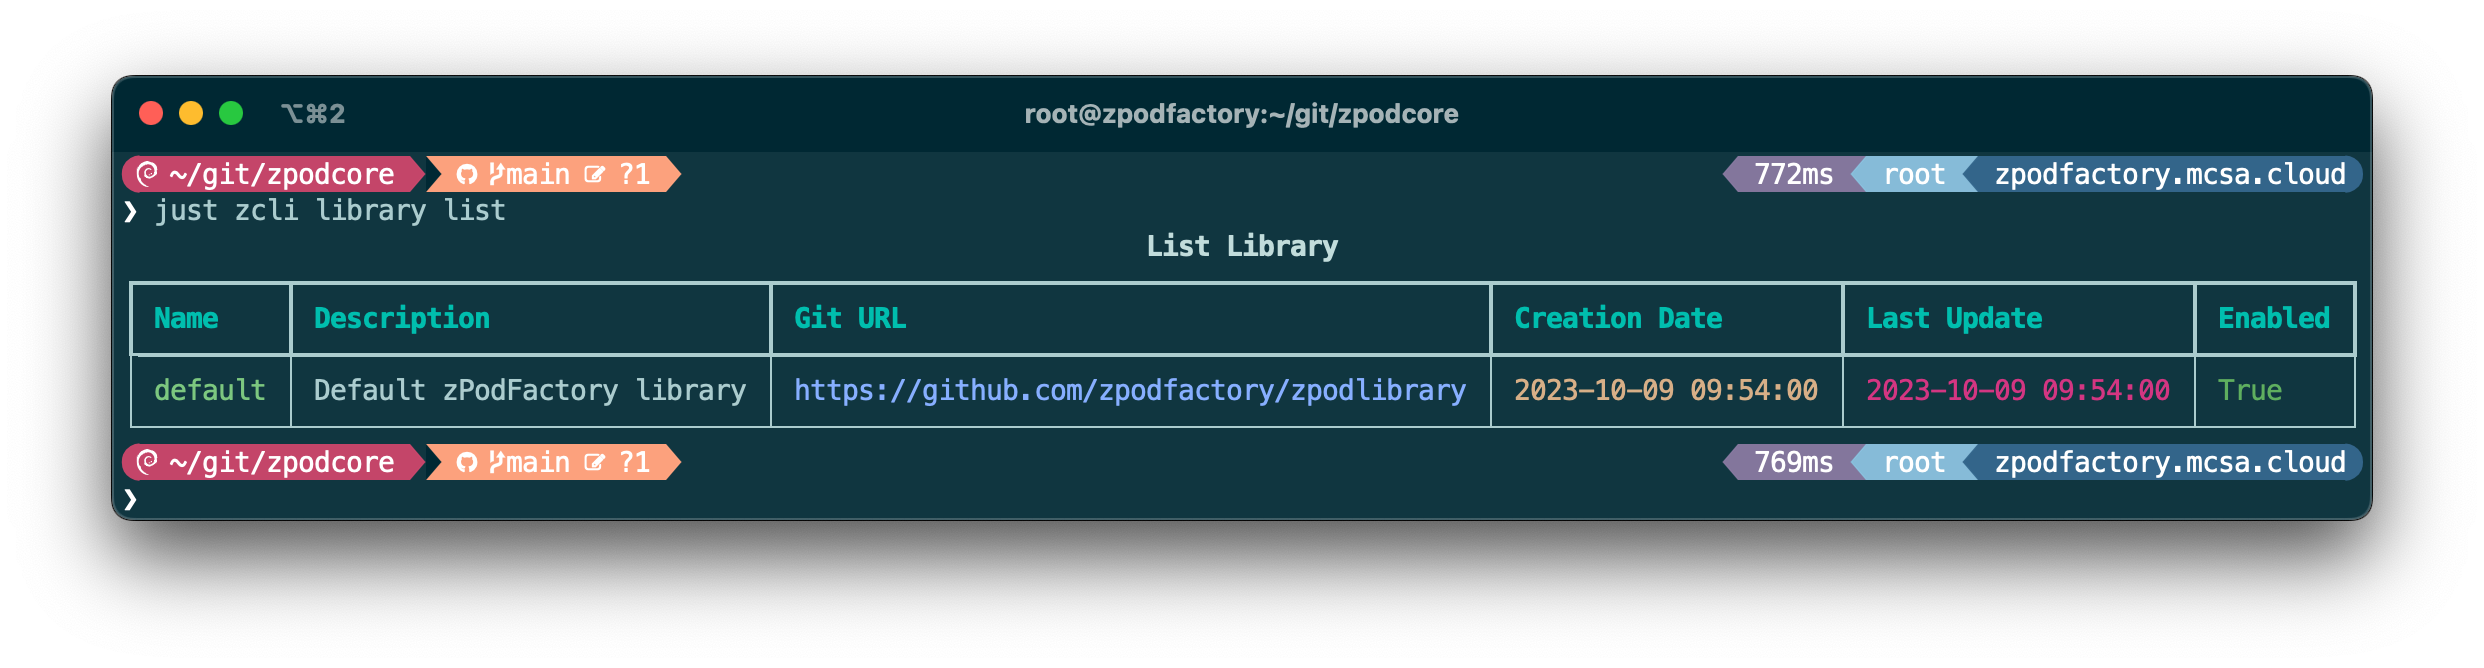 ⌥⌘2 root@zpodfactory:~/git/zpodcore
~/git/zpodcore main ?1 772ms root zpodfactory.mcsa.cloud
❯ just zcli library list
List Library
Name Description Git URL Creation Date Last Update Enabled
default Default zPodFactory library https://github.com/zpodfactory/zpodlibrary 2023-10-09 09:54:00 2023-10-09 09:54:00 True
~/git/zpodcore main ?1 769ms root zpodfactory.mcsa.cloud
❯